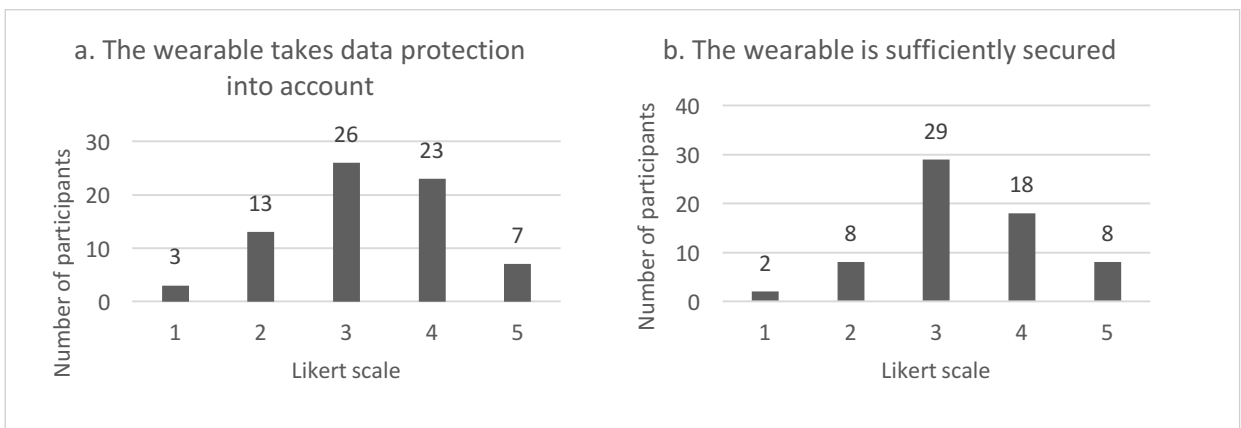 a. The wearable takes data protection
into account
Number of participants
30
20
10
0
3
13
26
23
7
1 2 3 4 5
Likert scale
b. The wearable is sufficiently secured
Number of participants
40
30
20
10
0
2
8
29
18
8
1 2 3 4 5
Likert scale